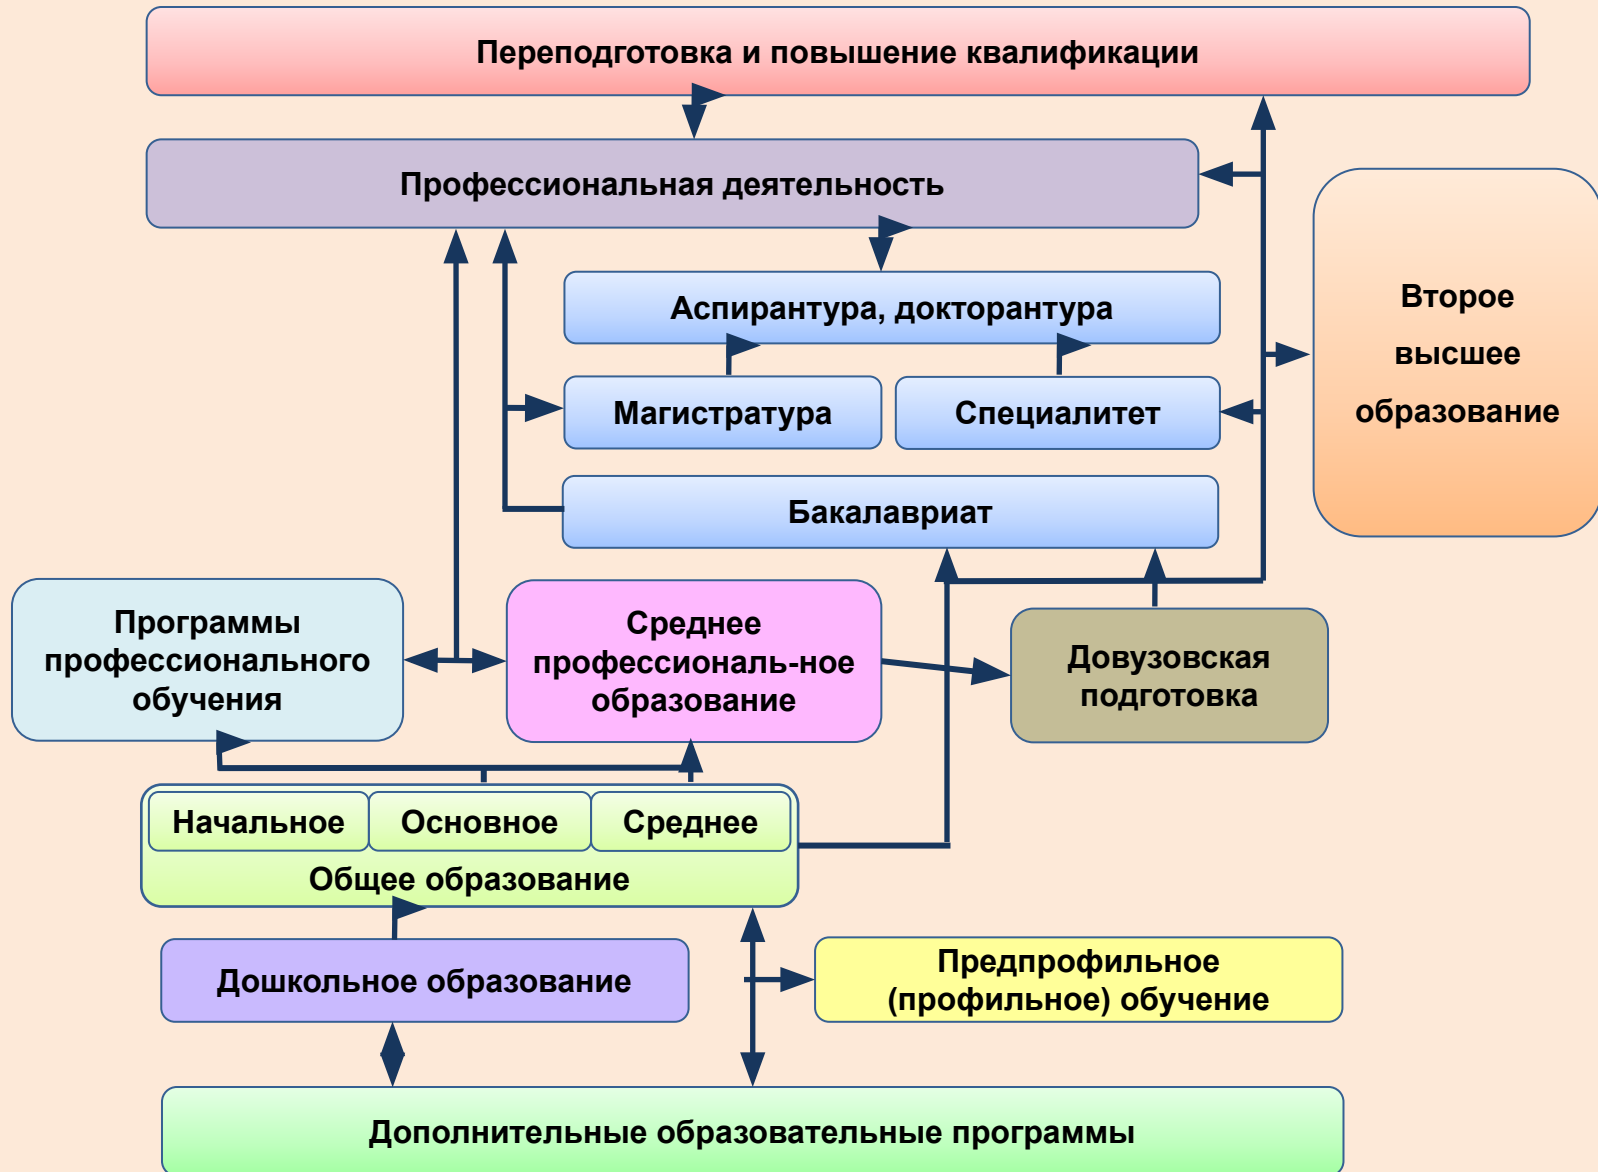 Переподготовка и повышение квалификации
Профессиональная деятельность
Второе
высшее
образование
Аспирантура, докторантура
Магистратура
Специалитет
Бакалавриат
Программы
профессионального
обучения
Среднее
профессиональ-ное
образование
Довузовская
подготовка
Начальное
Основное
Среднее
Общее образование
Дошкольное образование
Предпрофильное
(профильное) обучение
Дополнительные образовательные программы